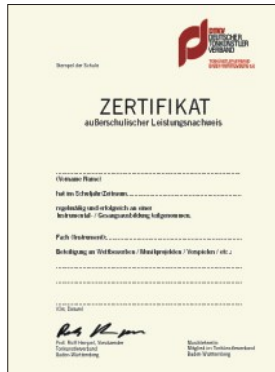 DTKV
DEUTSCHER
TONKÜNSTLER
VERBAND
Stempel der Schule
ZERTIFIKAT
außerschulischer Leistungsnachweis
(Vorname Name)
hat im Schuljahr/Zeitraum
regelmäßig und erfolgreich an einer
Instrumental- / Gesangsausbildung teilgenommen.
Fach (Instrument):
Beteiligung an Wettbewerben / Musikprojekten / Vorspielen / etc.:
(Ort, Datum)
Prof. Rolf Hempel, Vorsitzender
Tonkünstlerverband
Baden-Württemberg
Musiklehrer/in
Mitglied im Tonkünstlerverband
Baden-Württemberg